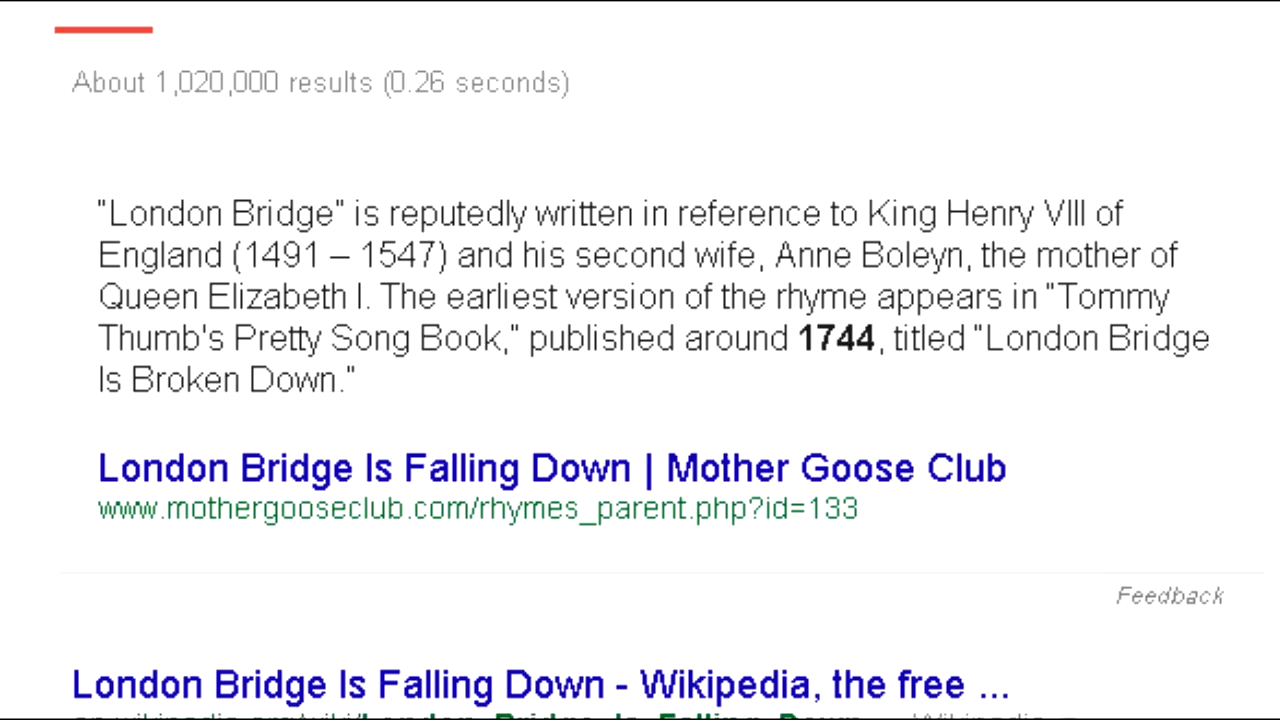 About 1,020,000 results (0.26 seconds)
"London Bridge" is reputedly written in reference to King Henry VIII of
England (1491 – 1547) and his second wife, Anne Boleyn, the mother of
Queen Elizabeth I. The earliest version of the rhyme appears in "Tommy
Thumb's Pretty Song Book," published around 1744, titled "London Bridge
Is Broken Down."
London Bridge Is Falling Down | Mother Goose Club
www.mothergooseclub.com/rhymes_parent.php?id=133
Feedback
London Bridge Is Falling Down - Wikipedia, the free ...